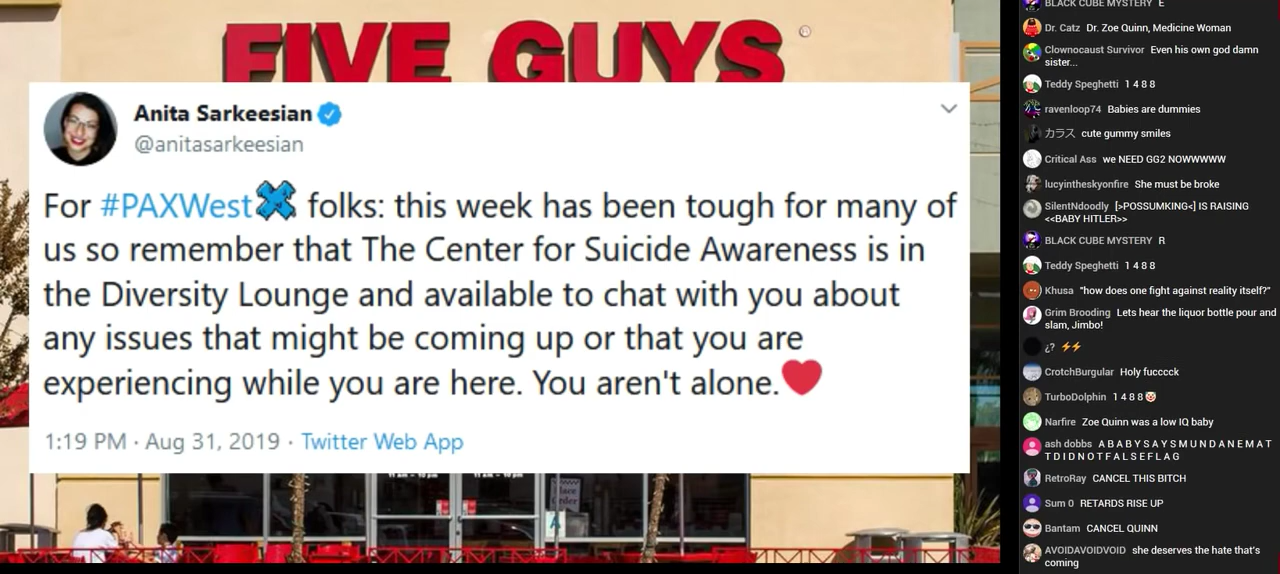 FIVE GUYS
Anita Sarkeesian
@anitasarkeesian
For #PAXWest folks: this week has been tough for many of
us so remember that The Center for Suicide Awareness is in
the Diversity Lounge and available to chat with you about
any issues that might be coming up or that you are
experiencing while you are here. You aren't alone.❤
1:19 PM · Aug 31, 2019 · Twitter Web App
Place
Order
A
BLACK CUBE MYSTERY E
Dr. Catz Dr. Zoe Quinn, Medicine Woman
Clownocaust Survivor Even his own god damn
sister...
Teddy Speghetti 1 4 8 8
ravenloop74 Babies are dummies
カラス cute gummy smiles
Critical Ass we NEED GG2 NOWWWWW
lucyintheskyonfire She must be broke
SilentNdoodly [>POSSUMKING<] IS RAISING
<<BABY HITLER>>
BLACK CUBE MYSTERY R
Teddy Speghetti 1 4 8 8
Khusa "how does one fight against reality itself?"
Grim Brooding Lets hear the liquor bottle pour and
slam, Jimbo!
¿? ⚡⚡
CrotchBurgular Holy fucccck
TurboDolphin 1 4 8 8🤡
Narfire Zoe Quinn was a low IQ baby
ash dobbs A B A B Y S A Y S M U N D A N E M A T
T D I D N O T F A L S E F L A G
RetroRay CANCEL THIS BITCH
Sum 0 RETARDS RISE UP
Bantam CANCEL QUINN
AVOIDAVOIDVOID she deserves the hate that's
coming